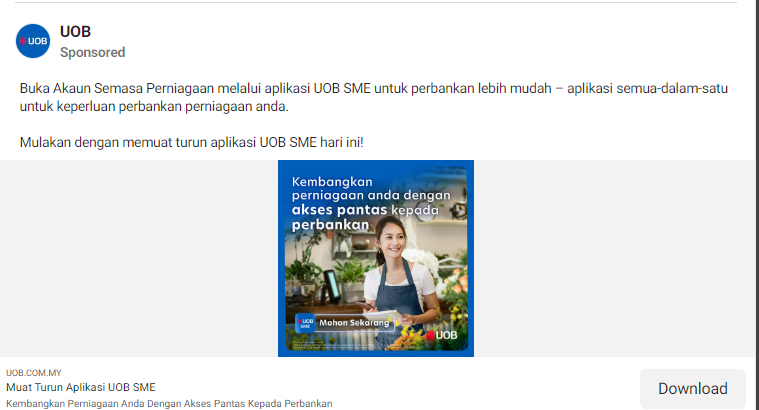 UOB
UOB
Sponsored
Buka Akaun Semasa Perniagaan melalui aplikasi UOB SME untuk perbankan lebih mudah – aplikasi semua-dalam-satu
untuk keperluan perbankan perniagaan anda.
Mulakan dengan memuat turun aplikasi UOB SME hari ini!
Kembangkan
perniagaan anda dengan
akses pantas kepada
perbankan
UOB
SME
Mohon Sekarang
UOB
UOB.COM.MY
Muat Turun Aplikasi UOB SME
Kembangkan Perniagaan Anda Dengan Akses Pantas Kepada Perbankan
Download